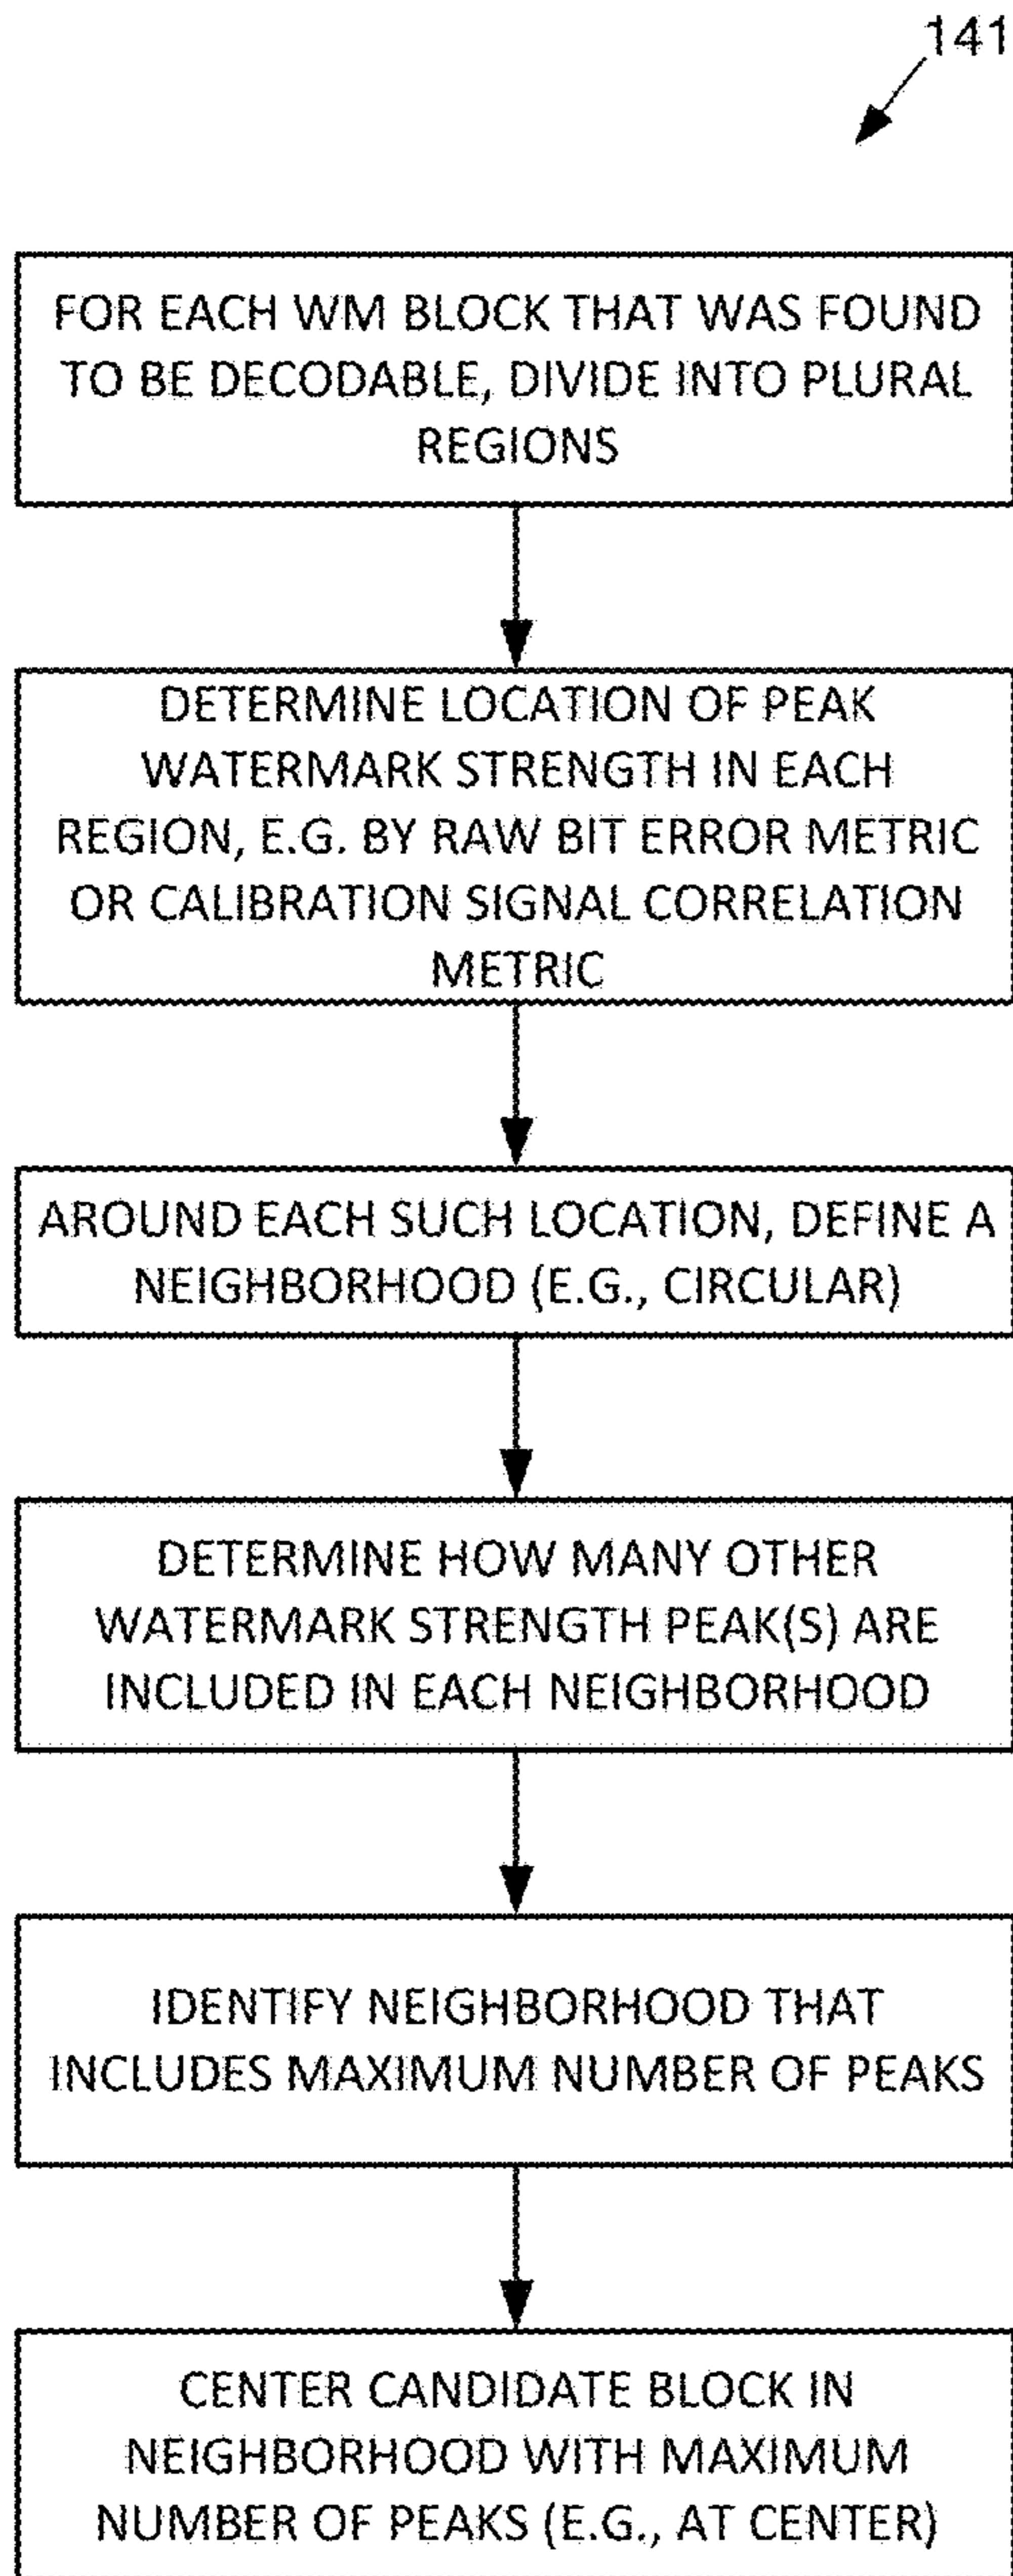 141
FOR EACH WM BLOCK THAT WAS FOUND
TO BE DECODABLE, DIVIDE INTO PLURAL
REGIONS
DETERMINE LOCATION OF PEAK
WATERMARK STRENGTH IN EACH
REGION, E.G. BY RAW BIT ERROR METRIC
OR CALIBRATION SIGNAL CORRELATION
METRIC
AROUND EACH SUCH LOCATION, DEFINE A
NEIGHBORHOOD (E.G., CIRCULAR)
DETERMINE HOW MANY OTHER
WATERMARK STRENGTH PEAK(S) ARE
INCLUDED IN EACH NEIGHBORHOOD
IDENTIFY NEIGHBORHOOD THAT
INCLUDES MAXIMUM NUMBER OF PEAKS
CENTER CANDIDATE BLOCK IN
NEIGHBORHOOD WITH MAXIMUM
NUMBER OF PEAKS (E.G., AT CENTER)